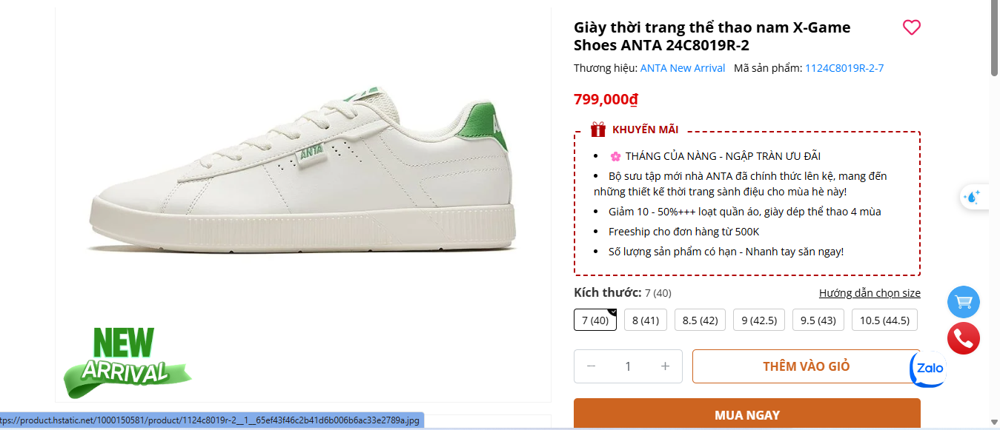 Giày thời trang thể thao nam X-Game
Shoes ANTA 24C8019R-2
Thương hiệu: ANTA New Arrival Mã sản phẩm: 1124C8019R-2-7
799,000₫
KHUYẾN MÃI
THÁNG CỦA NÀNG - NGẬP TRÀN ƯU ĐÃI
Bộ sưu tập mới nhà ANTA đã chính thức lên kệ, mang đến
những thiết kế thời trang sành điệu cho mùa hè này!
Giảm 10 - 50%+++ loạt quần áo, giày dép thể thao 4 mùa
Freeship cho đơn hàng từ 500K
Số lượng sản phẩm có hạn - Nhanh tay săn ngay!
Kích thước: 7 (40) Hướng dẫn chọn size
7 (40) 8 (41) 8.5 (42) 9 (42.5) 9.5 (43) 10.5 (44.5)
1 THÊM VÀO GIỎ
Zalo
MUA NGAY
ANTA
NEW
ARRIVAL
tps://product.hstatic.net/1000150581/product/1124c8019r-2__1__65ef43f46c2b41d6b006b6ac33e2789a.jpg